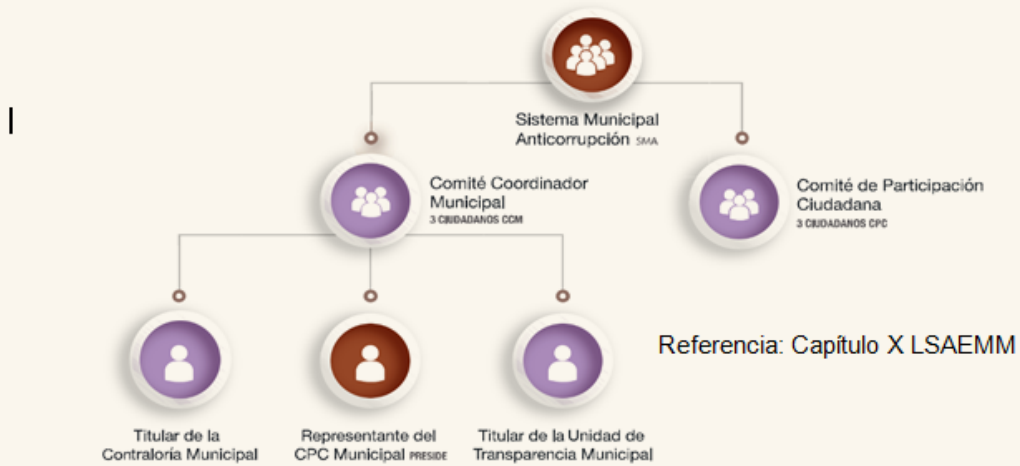 Sistema Municipal
Anticorrupción SMA
Comité Coordinador
Municipal
3 CIUDADANOS CCM
Comité de Participación
Ciudadana
3 CIUDADANOS CPC
Referencia: Capítulo X LSAEMM
Titular de la
Contraloría Municipal
Representante del
CPC Municipal PRESIDE
Titular de la Unidad de
Transparencia Municipal